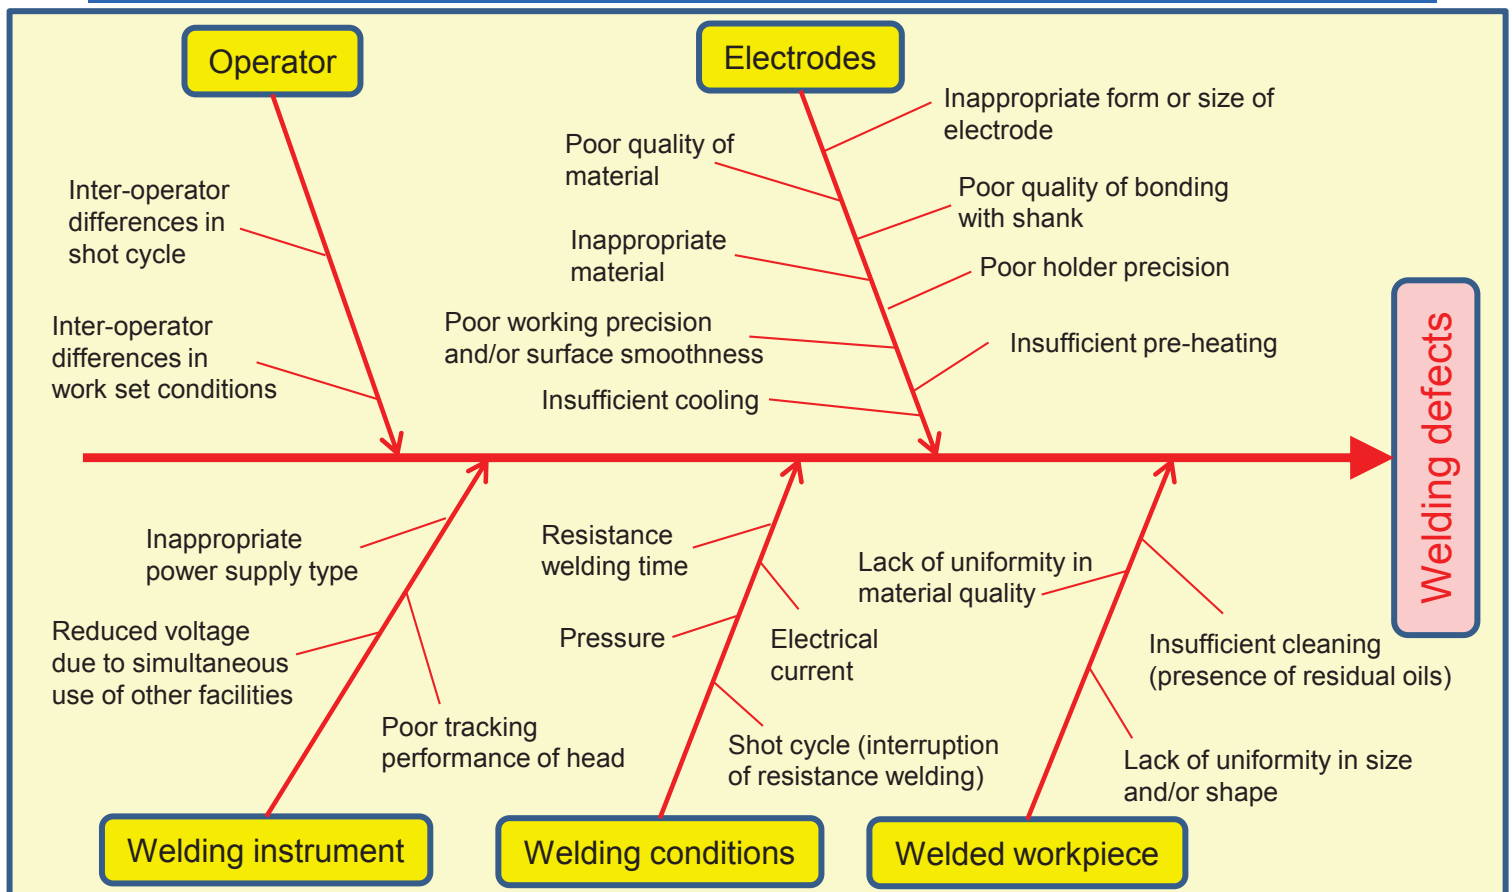 Operator
Electrodes
Inter-operator
differences in
shot cycle
Inter-operator
differences in
work set conditions
Poor quality of
material
Inappropriate
material
Poor working precision
and/or surface smoothness
Insufficient cooling
Inappropriate form or size of
electrode
Poor quality of bonding
with shank
Poor holder precision
Insufficient pre-heating
Welding defects
Inappropriate
power supply type
Reduced voltage
due to simultaneous
use of other facilities
Poor tracking
performance of head
Resistance
welding time
Pressure
Electrical
current
Shot cycle (interruption
of resistance welding)
Lack of uniformity in
material quality
Insufficient cleaning
(presence of residual oils)
Lack of uniformity in size
and/or shape
Welding instrument
Welding conditions
Welded workpiece